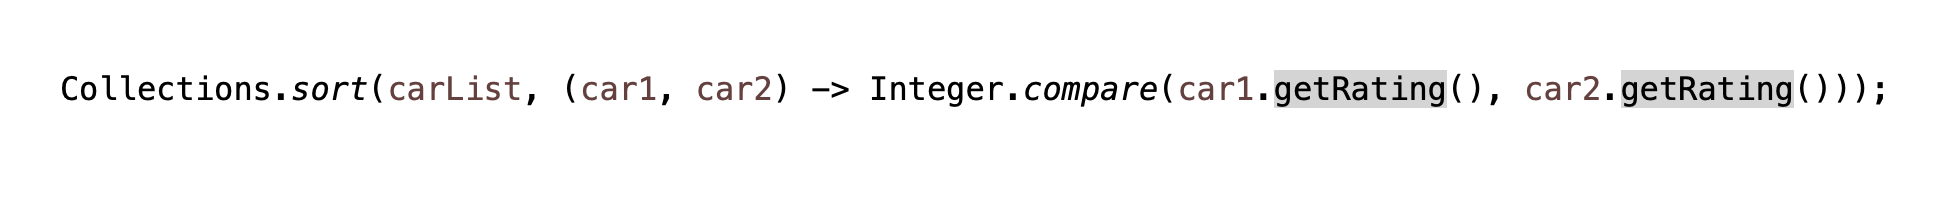 Collections.sort(carList, (car1, car2) -> Integer.compare(car1.getRating(), car2.getRating()));